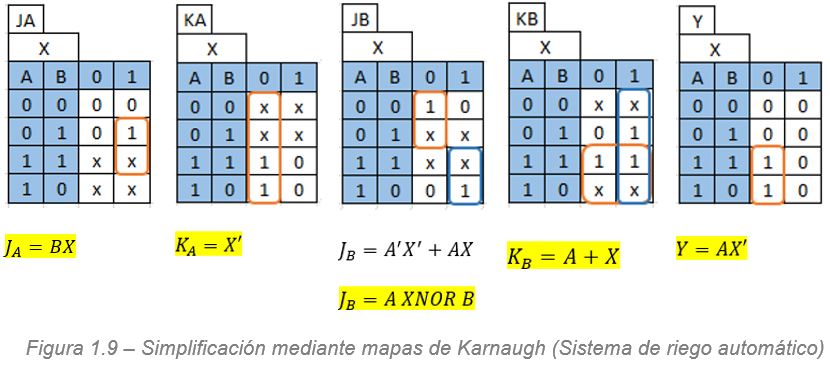 JA KA JB KB Y
X X X X X
A B 0 1 A B 0 1 A B 0 1 A B 0 1 A B 0 1
0 0 0 0 0 0 x x 0 0 1 0 0 0 x x 0 0 0 0
0 1 0 1 0 1 x x 0 1 x x 0 1 0 1 0 1 0 0
1 1 x x 1 1 1 0 1 1 x x 1 1 1 1 1 1 1 0
1 0 x x 1 0 1 0 1 0 0 1 1 0 x x 1 0 1 0
J_A = BX K_A = X' J_B = A'X' + AX K_B = A + X Y = AX'
J_B = A XNOR B
Figura 1.9 – Simplificación mediante mapas de Karnaugh (Sistema de riego automático)